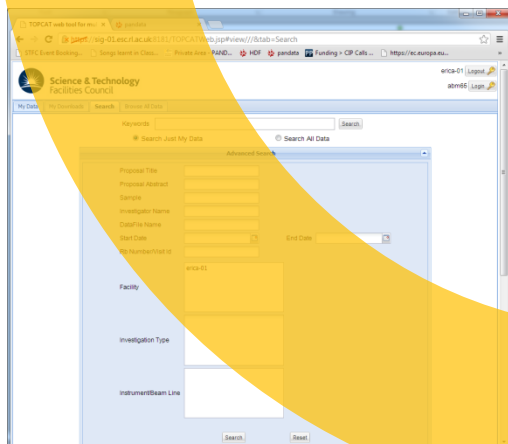 TOPCAT web tool for mo... × pandata ×
https://srg-01.esc.rl.ac.uk:8181/TOPCATWeb.jsp#view///&tab=Search
STFC Event Booking... Songs learnt in Class... Private Area - PAND... HDF pandata Funding > CIP Calls ... https://ec.europa.eu...
erica-01 Logout
Science & Technology
Facilities Council
abm65 Login
My Data My Downloads Search Browse All Data
Keywords Search
Search Just My Data Search All Data
Advanced Search
Proposal Title
Proposal Abstract
Sample
Investigator Name
DataFile Name
Start Date End Date
Rb Number/Visit Id
erica-01
Facility
Investigation Type
Instrument/Beam Line
Search Reset